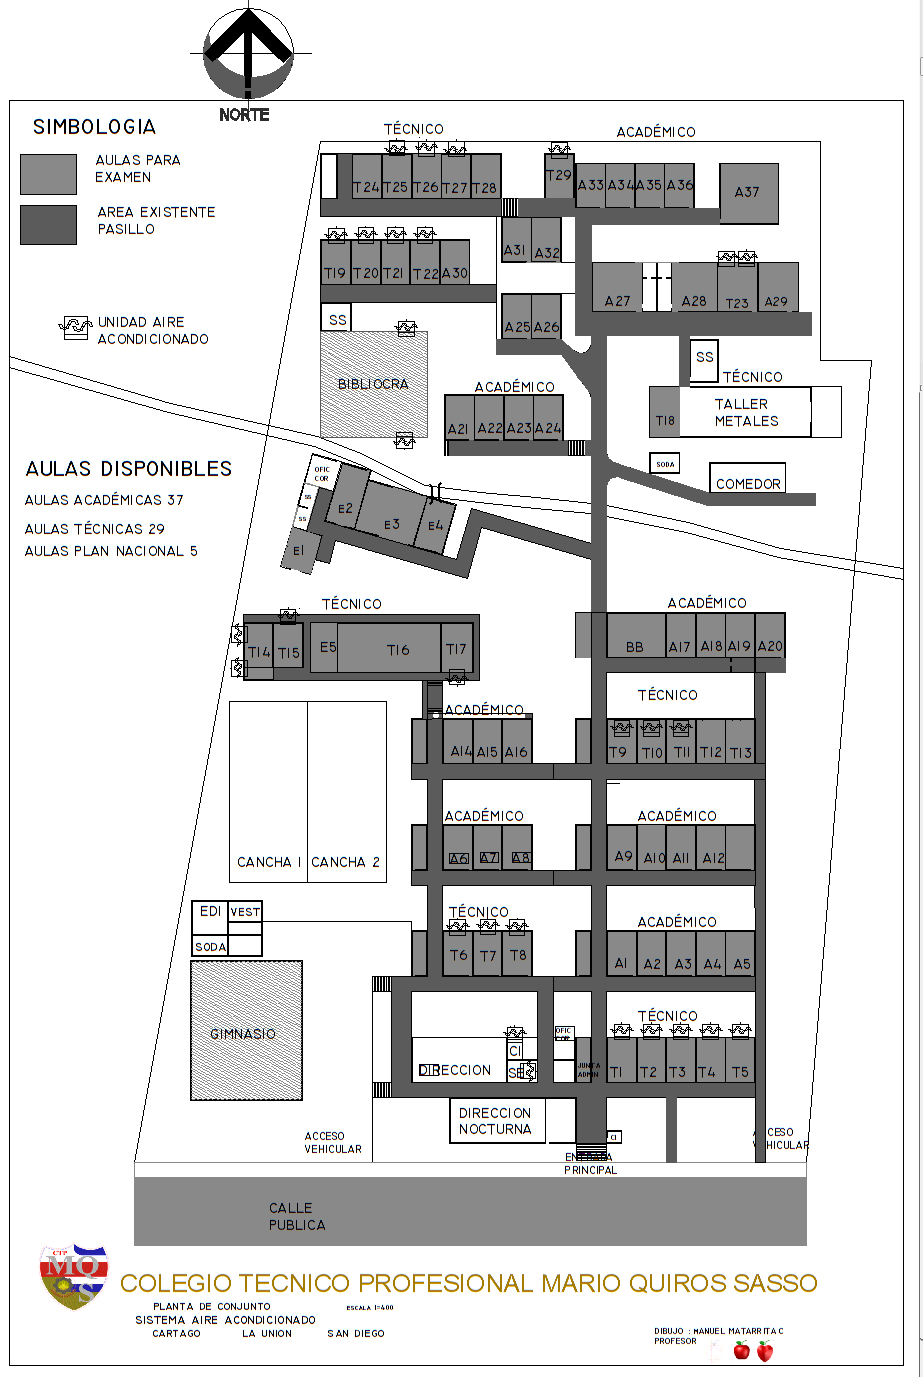 NORTE
SIMBOLOGIA
AULAS PARA
EXAMEN
AREA EXISTENTE
PASILLO
UNIDAD AIRE
ACONDICIONADO
TÉCNICO
ACADÉMICO
T24 T25 T26 T27 T28
T29
A33 A34 A35 A36
A37
A31 A32
T19 T20 T21 T22 A30
A27
A28 T23 A29
A25 A26
SS
BIBLIOCRA
SS
TÉCNICO
TALLER
METALES
T18
ACADÉMICO
A21 A22 A23 A24
SODA
COMEDOR
AULAS DISPONIBLES
AULAS ACADÉMICAS 37
AULAS TÉCNICAS 29
AULAS PLAN NACIONAL 5
OFIC
COR
SS
SS
E1
E2
E3
E4
TÉCNICO
T14 T15 E5 T16 T17
ACADÉMICO
BB A17 A18 A19 A20
ACADÉMICO
A14 A15 A16
TÉCNICO
T9 T10 T11 T12 T13
CANCHA 1 CANCHA 2
ACADÉMICO
A6 A7 A8
ACADÉMICO
A9 A10 A11 A12
EDI VEST
SODA
TÉCNICO
T6 T7 T8
ACADÉMICO
A1 A2 A3 A4 A5
GIMNASIO
TÉCNICO
T1 T2 T3 T4 T5
OFIC
COR
CI
DIRECCION
JUNTA
ADMIN
DIRECCION
NOCTURNA
CI
ACCESO
VEHICULAR
ENTRADA
PRINCIPAL
ACCESO
VEHICULAR
CALLE
PUBLICA
CTP
MQS
COLEGIO TECNICO PROFESIONAL MARIO QUIROS SASSO
PLANTA DE CONJUNTO ESCALA 1=400
SISTEMA AIRE ACONDICIONADO
CARTAGO LA UNION SAN DIEGO
DIBUJO : MANUEL MATARRITA C
PROFESOR